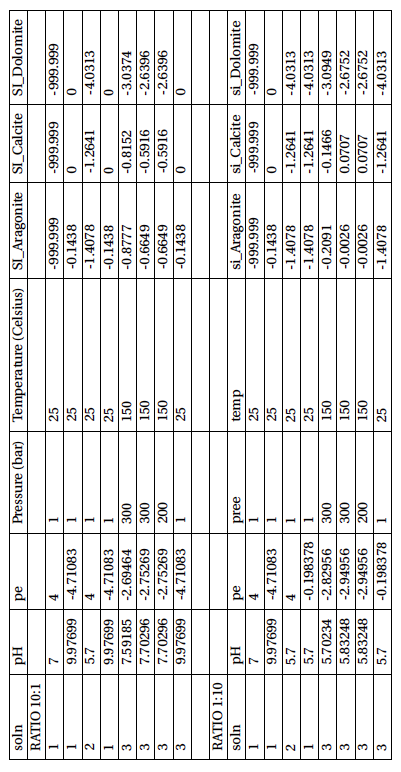 soln pH pe Pressure (bar) Temperature (Celsius) SI_Aragonite SI_Calcite SI_Dolomite
RATIO 10:1
1 7 4 1 25 -999.999 -999.999 -999.999
1 9.97699 -4.71083 1 25 -0.1438 0 0
2 5.7 4 1 25 -1.4078 -1.2641 -4.0313
1 9.97699 -4.71083 1 25 -0.1438 0 0
3 7.59185 -2.69464 300 150 -0.8777 -0.8152 -3.0374
3 7.70296 -2.75269 300 150 -0.6649 -0.5916 -2.6396
3 7.70296 -2.75269 200 150 -0.6649 -0.5916 -2.6396
3 9.97699 -4.71083 1 25 -0.1438 0 0
RATIO 1:10
soln pH pe pree temp si_Aragonite si_Calcite si_Dolomite
1 7 4 1 25 -999.999 -999.999 -999.999
1 9.97699 -4.71083 1 25 -0.1438 0 0
2 5.7 4 1 25 -1.4078 -1.2641 -4.0313
1 5.7 -0.198378 1 25 -1.4078 -1.2641 -4.0313
3 5.70234 -2.82956 300 150 -0.2091 -0.1466 -3.0949
3 5.83248 -2.94956 300 150 -0.0026 0.0707 -2.6752
3 5.83248 -2.94956 200 150 -0.0026 0.0707 -2.6752
3 5.7 -0.198378 1 25 -1.4078 -1.2641 -4.0313